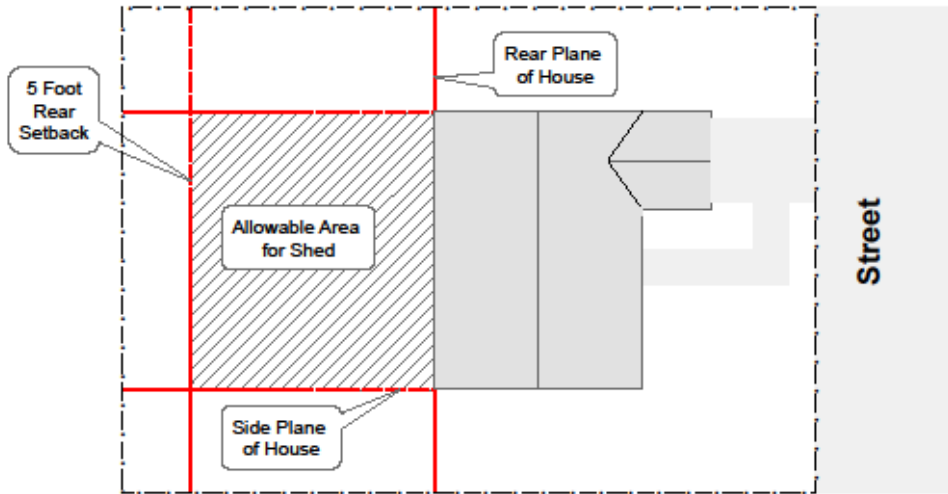 Rear Plane
of House
5 Foot
Rear
Setback
Allowable Area
for Shed
Street
Side Plane
of House